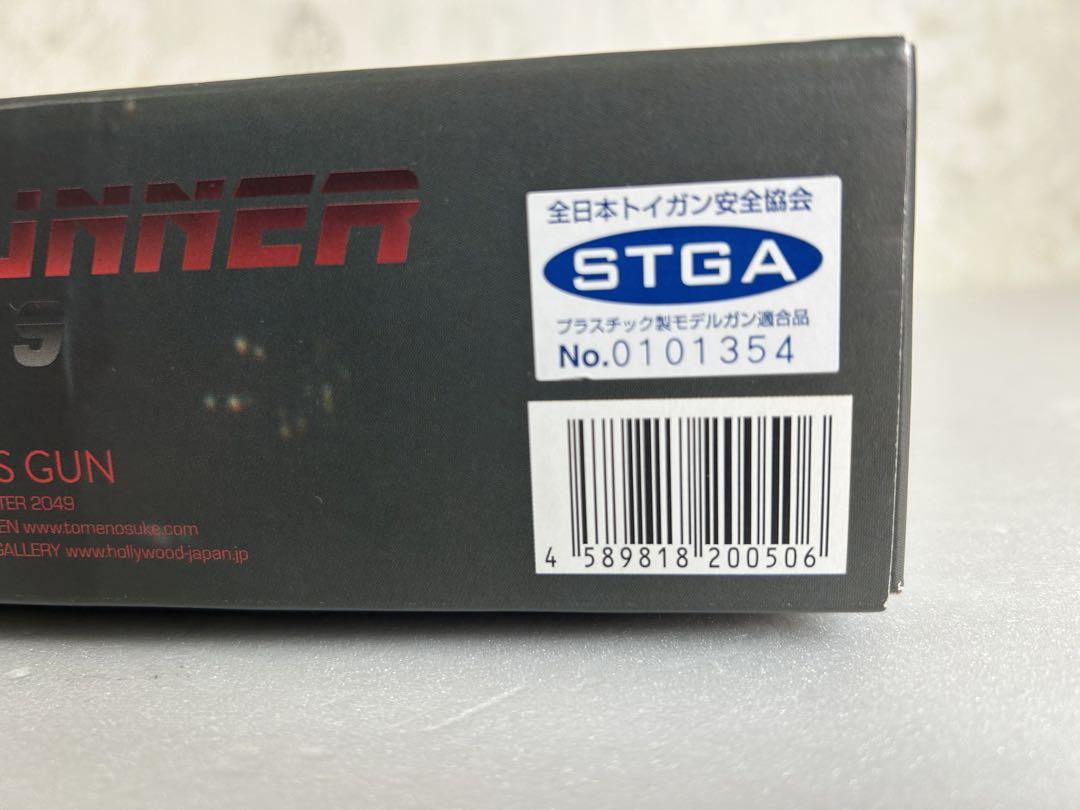 UNNER
9
S GUN
TER 2049
EN www.tomenosuke.com
GALLERY www.hollywood-japan.jp
全日本トイガン安全協会
STGA
プラスチック製モデルガン適合品
No.0101354
4 589818 200506